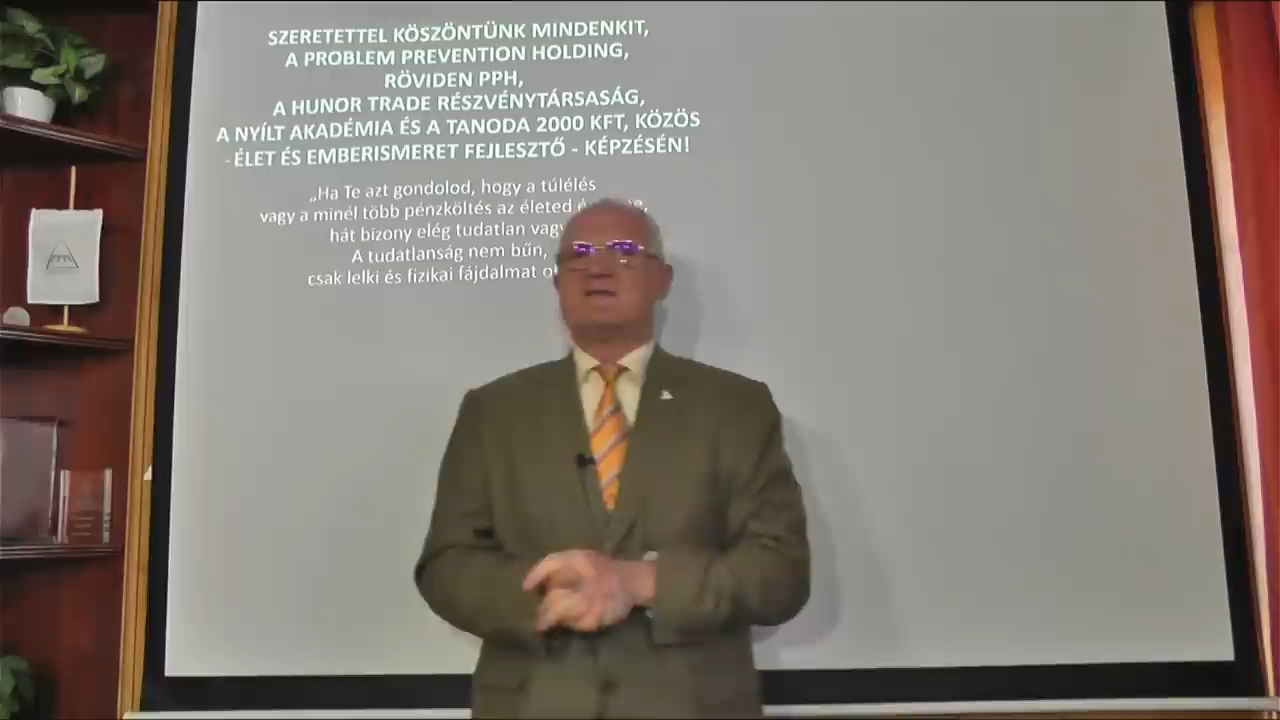 SZERETETTEL KÖSZÖNTÜNK MINDENKIT,
A PROBLEM PREVENTION HOLDING,
RÖVIDEN PPH,
A HUNOR TRADE RÉSZVÉNYTÁRSASÁG,
A NYÍLT AKADÉMIA ÉS A TANODA 2000 KFT, KÖZÖS
- ÉLET ÉS EMBERISMERET FEJLESZTŐ - KÉPZÉSÉN!
„Ha Te azt gondolod, hogy a túlélés
vagy a minél több pénzköltés az életed
hát bizony elég tudatlan vagy
A tudatlanság nem bűn,
csak lelki és fizikai fájdalmat